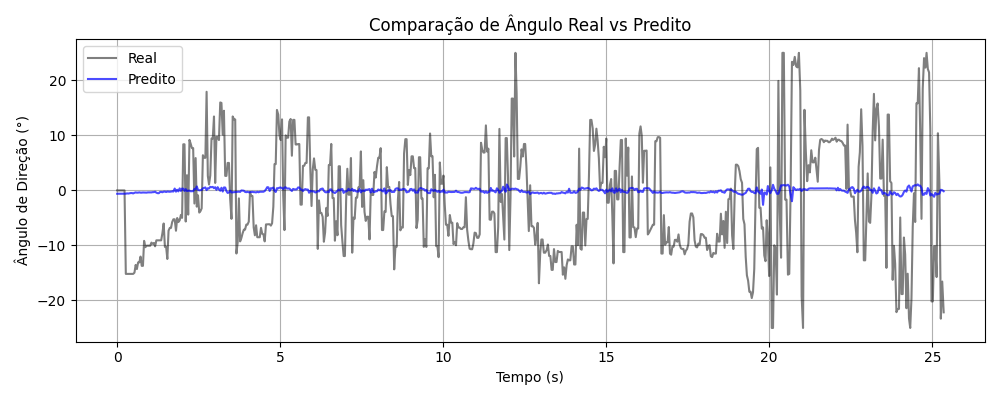 Comparação de Ângulo Real vs Predito
Real
Predito
Ângulo de Direção (°)
20
10
0
−10
−20
0
5
10
15
20
25
Tempo (s)